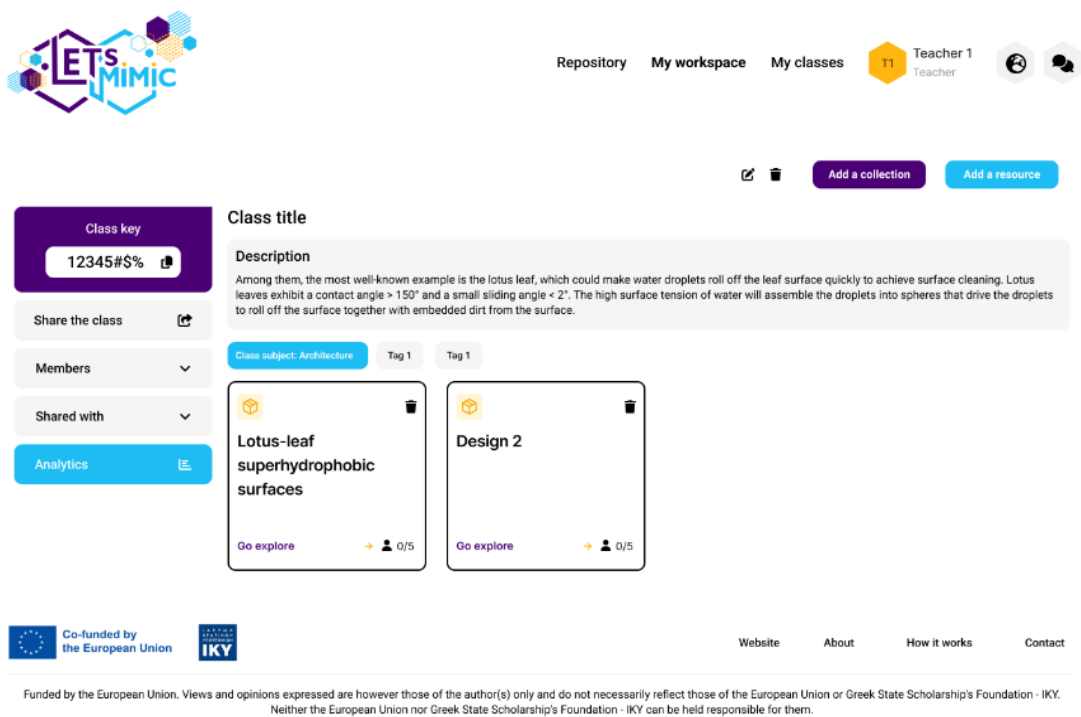 LET'S
MiMiC
Repository
My workspace
My classes
T1
Teacher 1
Teacher
Add a collection
Add a resource
Class key
12345#$%
Share the class
Members
Shared with
Analytics
Class title
Description
Among them, the most well-known example is the lotus leaf, which could make water droplets roll off the leaf surface quickly to achieve surface cleaning. Lotus
leaves exhibit a contact angle > 150° and a small sliding angle < 2°. The high surface tension of water will assemble the droplets into spheres that drive the droplets
to roll off the surface together with embedded dirt from the surface.
Class subject: Architecture
Tag 1
Tag 1
Lotus-leaf
superhydrophobic
surfaces
Go explore
0/5
Design 2
Go explore
0/5
Co-funded by
the European Union
IKY
Website
About
How it works
Contact
Funded by the European Union. Views and opinions expressed are however those of the author(s) only and do not necessarily reflect those of the European Union or Greek State Scholarship's Foundation - IKY.
Neither the European Union nor Greek State Scholarship's Foundation - IKY can be held responsible for them.